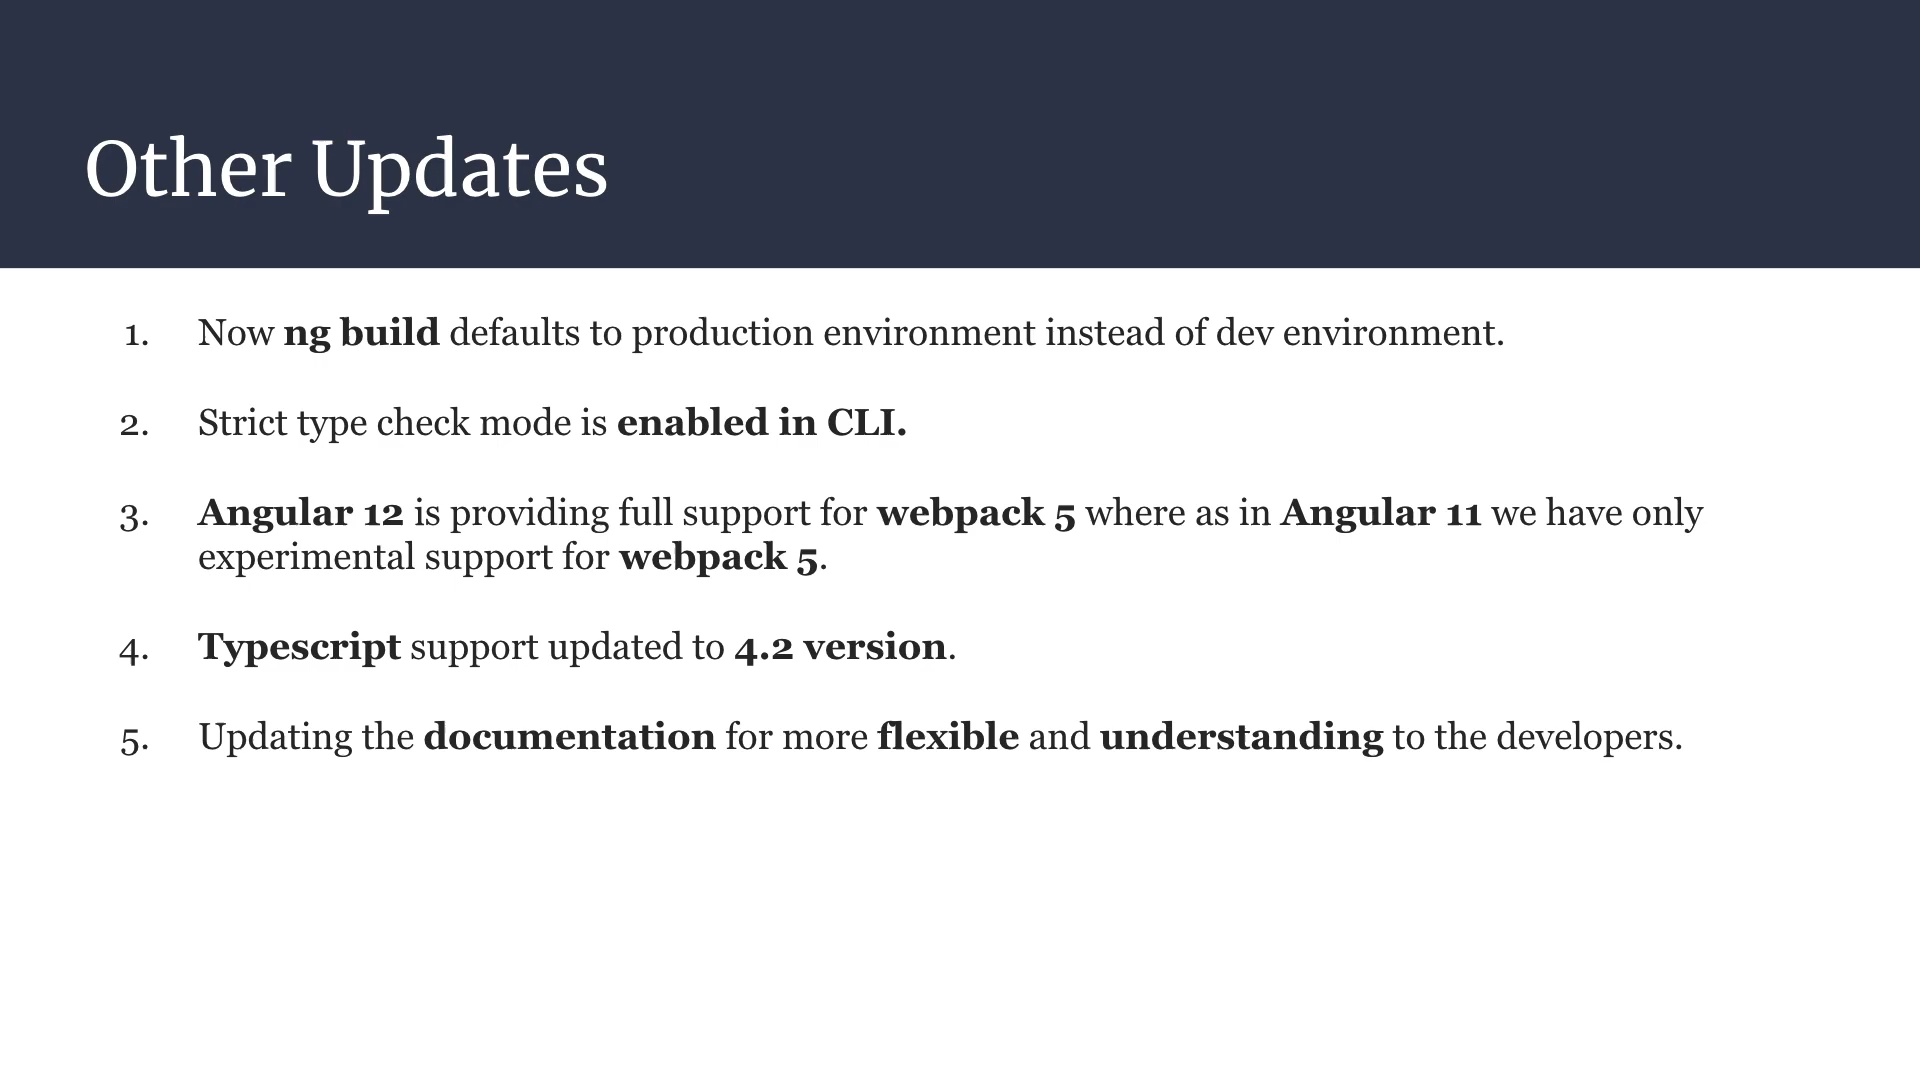 Other Updates
1. Now ng build defaults to production environment instead of dev environment.
2. Strict type check mode is enabled in CLI.
3. Angular 12 is providing full support for webpack 5 where as in Angular 11 we have only
experimental support for webpack 5.
4. Typescript support updated to 4.2 version.
5. Updating the documentation for more flexible and understanding to the developers.